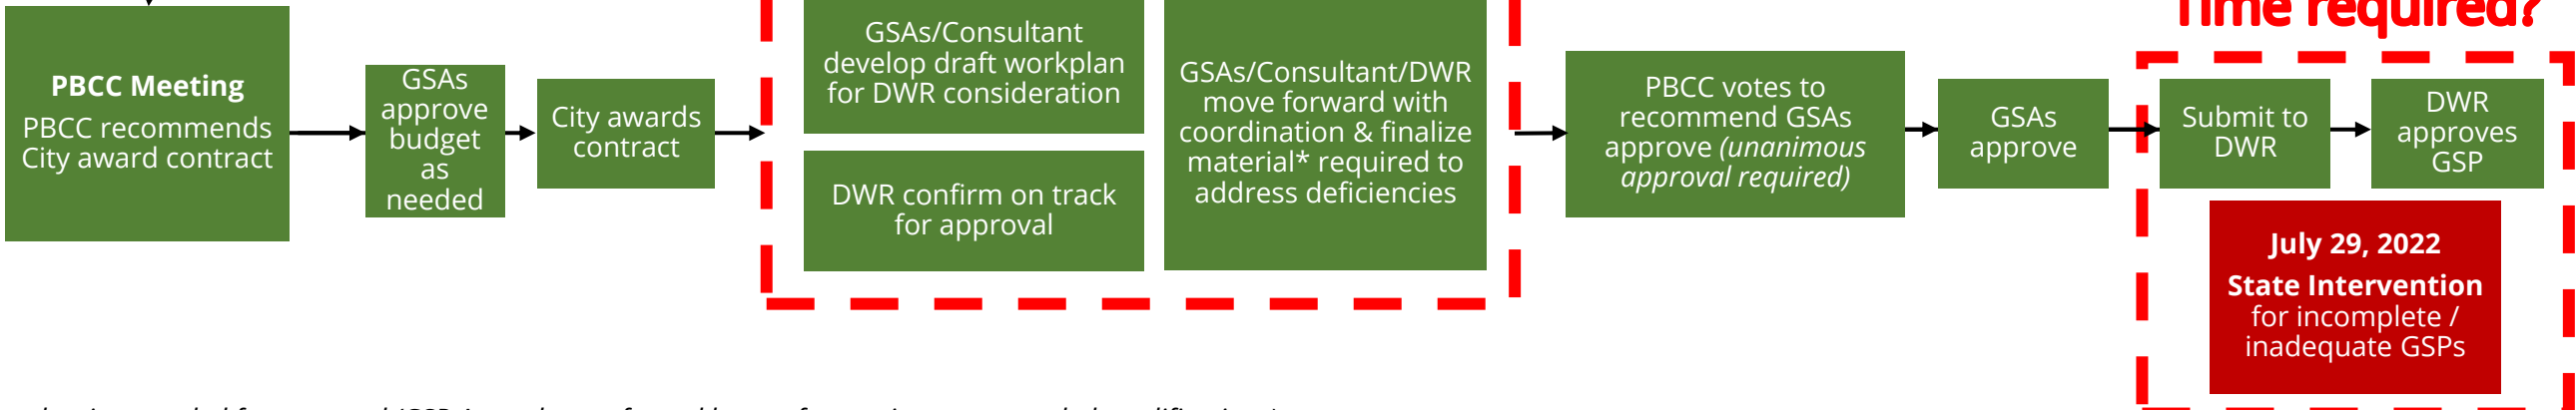 Time required?
PBCC Meeting
PBCC recommends
City award contract
GSAs
approve
budget
as
needed
City awards
contract
GSAs/Consultant
develop draft workplan
for DWR consideration
DWR confirm on track
for approval
GSAs/Consultant/DWR
move forward with
coordination & finalize
material* required to
address deficiencies
PBCC votes to
recommend GSAs
approve (unanimous
approval required)
GSAs
approve
Submit to
DWR
DWR
approves
GSP
July 29, 2022
State Intervention
for incomplete /
inadequate GSPs